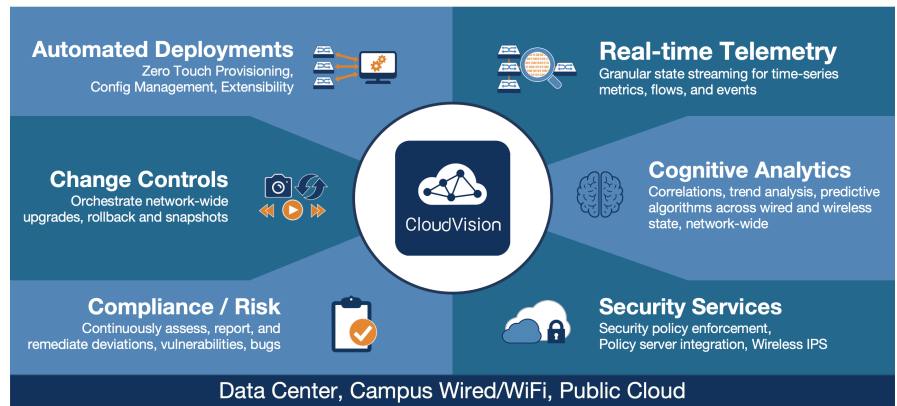 Automated Deployments
Zero Touch Provisioning,
Config Management, Extensibility
Real-time Telemetry
Granular state streaming for time-series
metrics, flows, and events
Change Controls
Orchestrate network-wide
upgrades, rollback and snapshots
CloudVision
Cognitive Analytics
Correlations, trend analysis, predictive
algorithms across wired and wireless
state, network-wide
Compliance / Risk
Continuously assess, report, and
remediate deviations, vulnerabilities, bugs
Security Services
Security policy enforcement,
Policy server integration, Wireless IPS
Data Center, Campus Wired/WiFi, Public Cloud